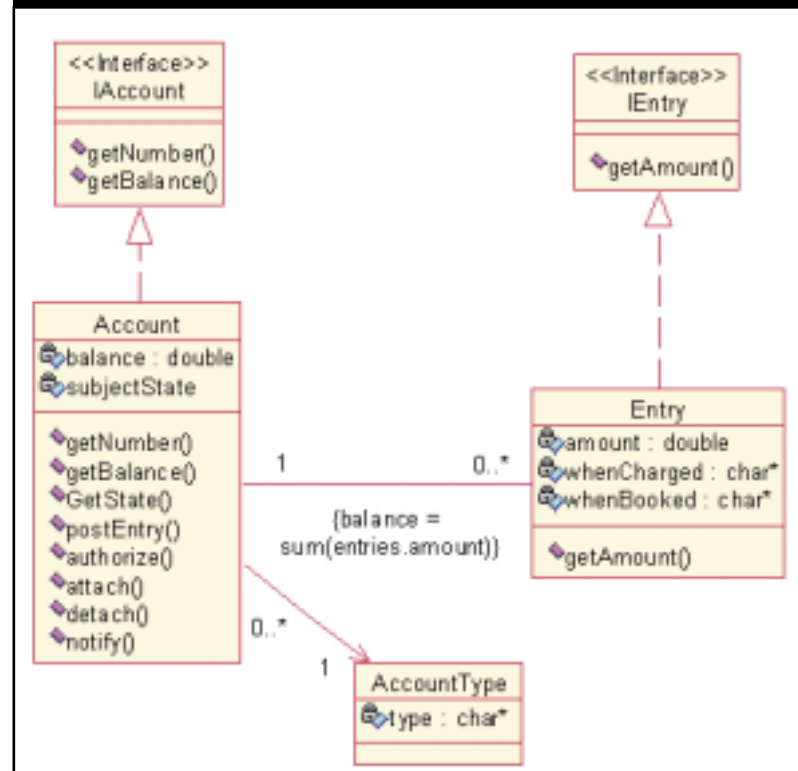 <<Interface>>
IAccount
getNumber()
getBalance()
<<Interface>>
IEntry
getAmount()
Account
balance : double
subjectState
getNumber()
getBalance()
GetState()
postEntry()
authorize()
attach()
detach()
notify()
1
0..*
{balance =
sum(entries.amount)}
Entry
amount : double
whenCharged : char*
whenBooked : char*
getAmount()
0..*
1
AccountType
type : char*